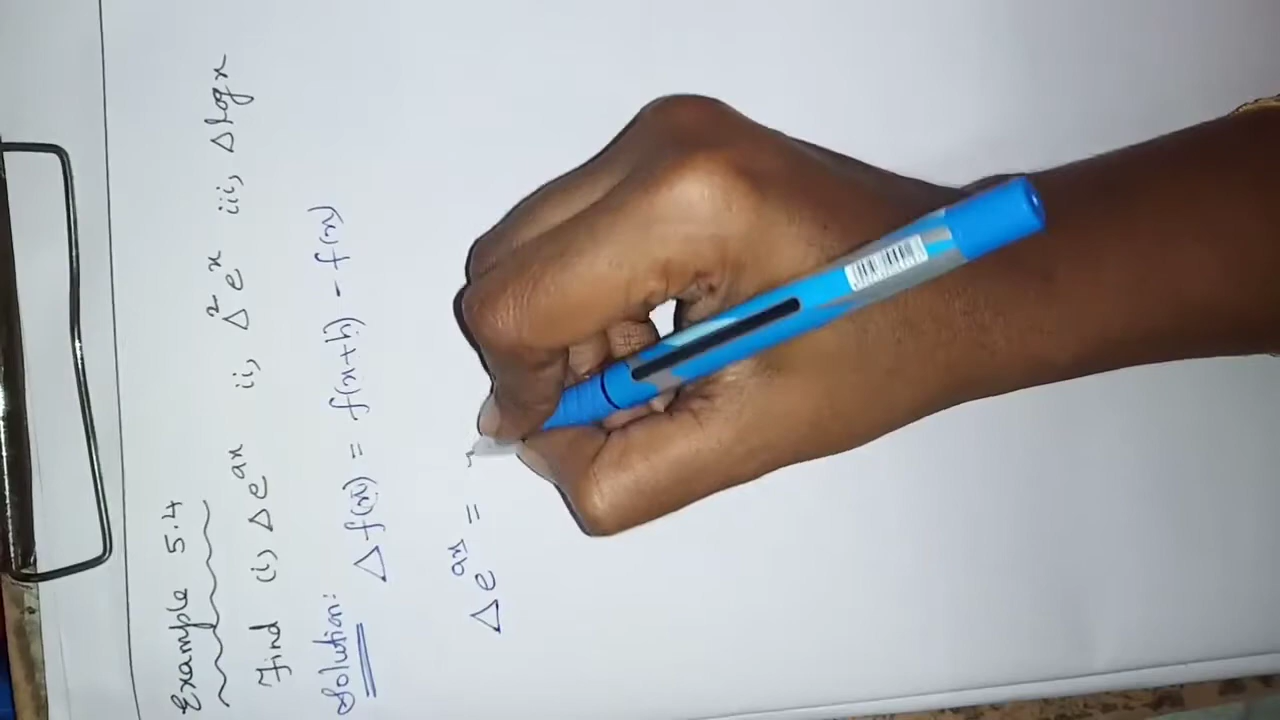 Example 5.4
Find (i) Δe^{ax} ii) Δ²e^x iii) Δlog x
Solution:
Δf(x) = f(x+h) - f(x)
Δe^{ax} =